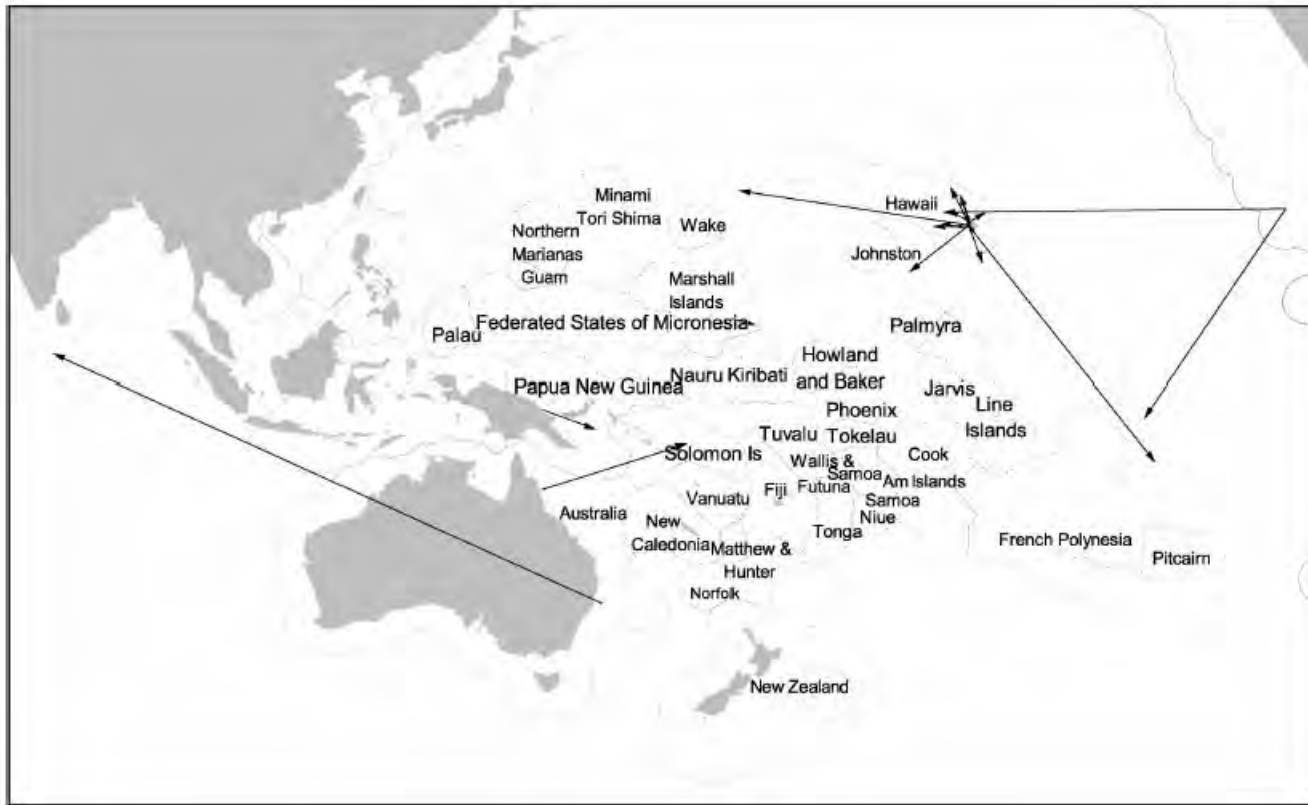 Minami
Tori Shima
Hawaii
Northern
Marianas
Guam
Wake
Johnston
Marshall
Islands
Federated States of Micronesia
Palau
Palmyra
Howland
and Baker
Nauru Kiribati
Papua New Guinea
Jarvis
Line
Islands
Phoenix
Tuvalu
Tokelau
Solomon Is
Cook
Wallis &
Futuna
Samoa
Am Islands
Samoa
Vanuatu
Fiji
Niue
Australia
New
Caledonia
Tonga
Matthew &
Hunter
French Polynesia
Pitcairn
Norfolk
New Zealand